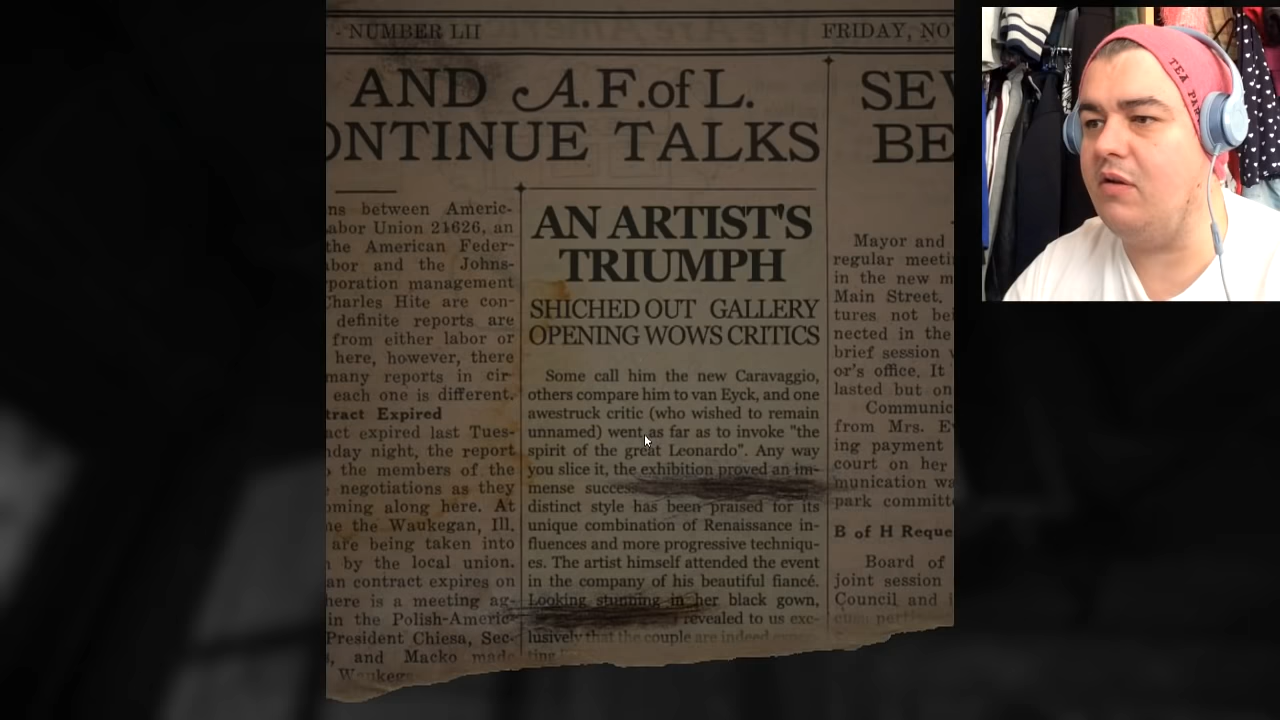 - NUMBER LII
FRIDAY, NO
AND A.F. of L.
ONTINUE TALKS
SEV
BE
ns between Americ-
abor Union 21626, an
the American Feder-
bor and the Johns-
poration management
Charles Hite are con-
definite reports are
from either labor or
here, however, there
many reports in cir-
each one is different.
tract Expired
act expired last Tues-
day night, the report
o the members of the
negotiations as they
oming along here. At
e the Waukegan, Ill.
are being taken into
n by the local union.
an contract expires on
here is a meeting ag-
in the Polish-Americ-
President Chiesa, Sec-
s, and Macko made
Waukega
AN ARTIST'S
TRIUMPH
SHICHED OUT GALLERY
OPENING WOWS CRITICS
Some call him the new Caravaggio,
others compare him to van Eyck, and one
awestruck critic (who wished to remain
unnamed) went as far as to invoke "the
spirit of the great Leonardo". Any way
you slice it, the exhibition proved an im-
mense success
distinct style has been praised for its
unique combination of Renaissance in-
fluences and more progressive techniqu-
es. The artist himself attended the event
in the company of his beautiful fiancé.
Looking stunning in her black gown,
revealed to us exc-
lusively that the couple are indeed expec-
ting
Mayor and
regular meeti
in the new m
Main Street.
tures not bei
nected in the
brief session w
or's office. It
lasted but on
Communic
from Mrs. Ev
ing payment
court on her
munication wa
park committe
B of H Reque
Board of
joint session
Council and i
TEA PAR